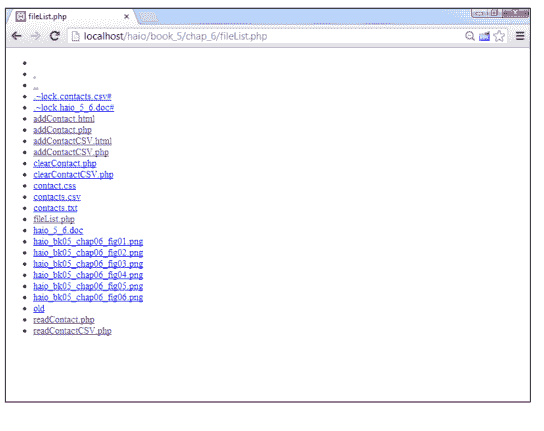 fileList.php
localhost/haio/book_5/chap_6/fileList.php
.
..
.~lock.contacts.csv#
.~lock.haio_5_6.doc#
addContact.html
addContact.php
addContactCSV.html
addContactCSV.php
clearContact.php
clearContactCSV.php
contact.css
contacts.csv
contacts.txt
fileList.php
haio_5_6.doc
haio_bk05_chap06_fig01.png
haio_bk05_chap06_fig02.png
haio_bk05_chap06_fig03.png
haio_bk05_chap06_fig04.png
haio_bk05_chap06_fig05.png
haio_bk05_chap06_fig06.png
old
readContact.php
readContactCSV.php